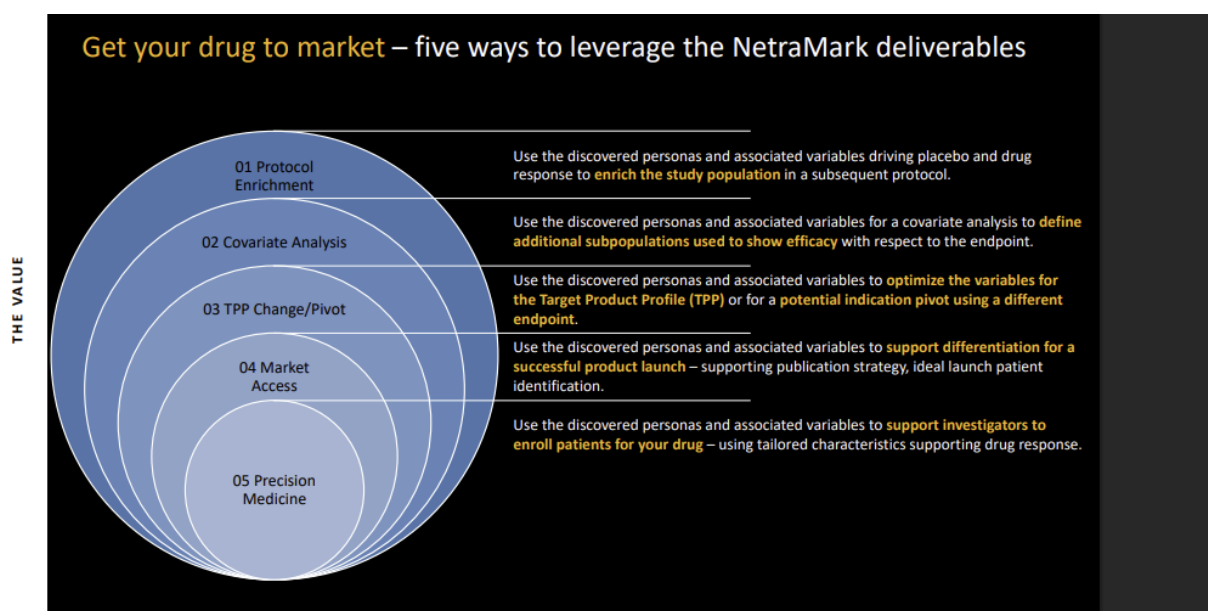 Get your drug to market – five ways to leverage the NetraMark deliverables
THE VALUE
01 Protocol
Enrichment
Use the discovered personas and associated variables driving placebo and drug
response to enrich the study population in a subsequent protocol.
02 Covariate Analysis
Use the discovered personas and associated variables for a covariate analysis to define
additional subpopulations used to show efficacy with respect to the endpoint.
03 TPP Change/Pivot
Use the discovered personas and associated variables to optimize the variables for
the Target Product Profile (TPP) or for a potential indication pivot using a different
endpoint.
04 Market
Access
Use the discovered personas and associated variables to support differentiation for a
successful product launch – supporting publication strategy, ideal launch patient
identification.
05 Precision
Medicine
Use the discovered personas and associated variables to support investigators to
enroll patients for your drug – using tailored characteristics supporting drug response.